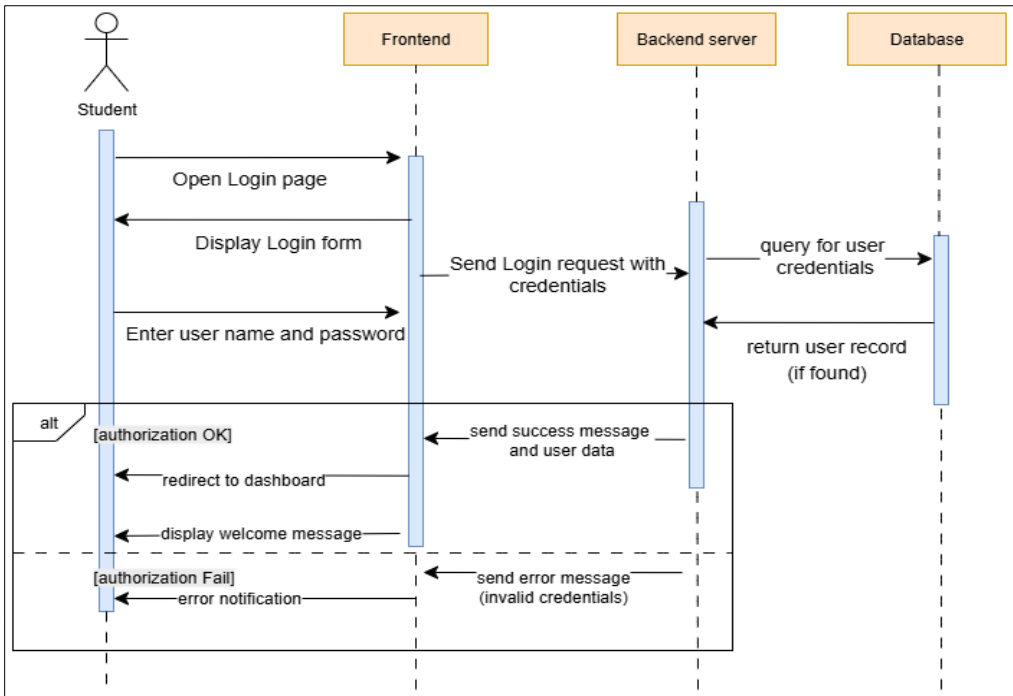 Frontend
Backend server
Database
Student
Open Login page
Display Login form
Send Login request with
credentials
query for user
credentials
Enter user name and password
return user record
(if found)
alt
[authorization OK]
send success message
and user data
redirect to dashboard
display welcome message
[authorization Fail]
send error message
(invalid credentials)
error notification